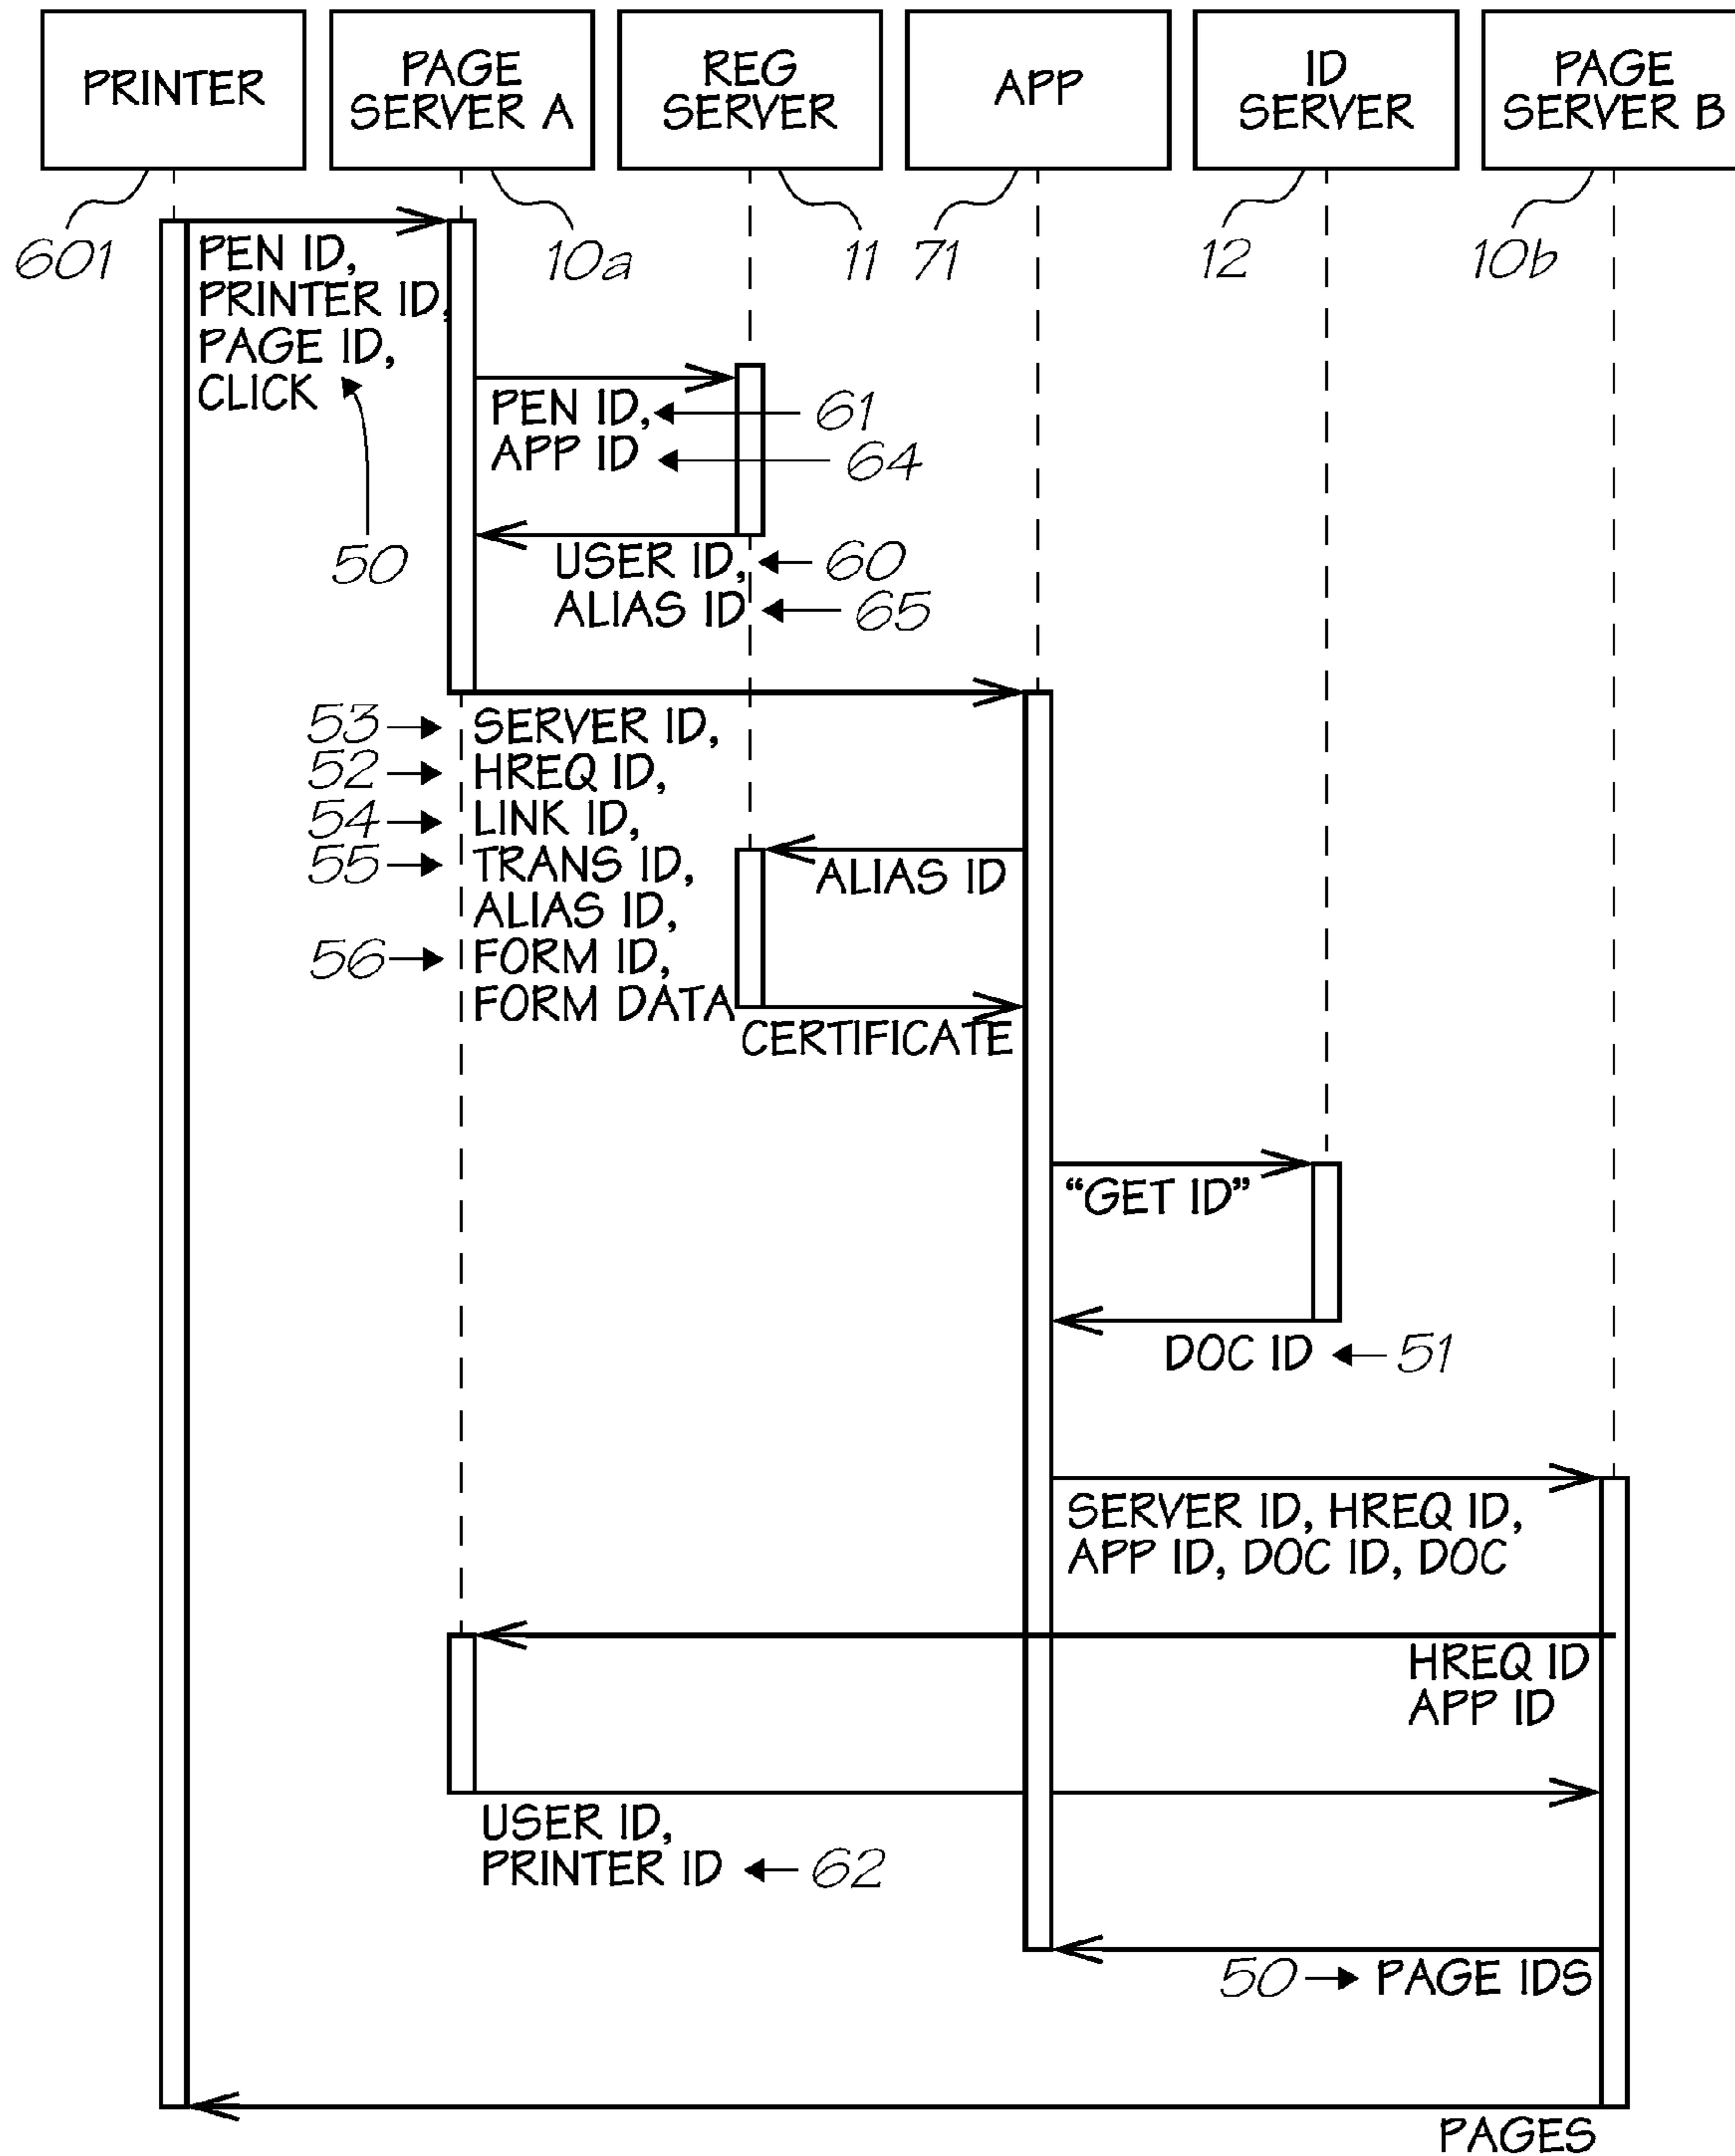 PRINTER
PAGE
SERVER A
REG
SERVER
APP
ID
SERVER
PAGE
SERVER B
601
10a
11
71
12
10b
PEN ID,
PRINTER ID,
PAGE ID,
CLICK
50
PEN ID,
61
APP ID
64
USER ID,
60
ALIAS ID
65
53
SERVER ID,
52
HREQ ID,
54
LINK ID,
55
TRANS ID,
ALIAS ID,
56
FORM ID,
FORM DATA
ALIAS ID
CERTIFICATE
“GET ID”
DOC ID
51
SERVER ID, HREQ ID,
APP ID, DOC ID, DOC
HREQ ID
APP ID
USER ID,
PRINTER ID
62
50
PAGE IDS
PAGES